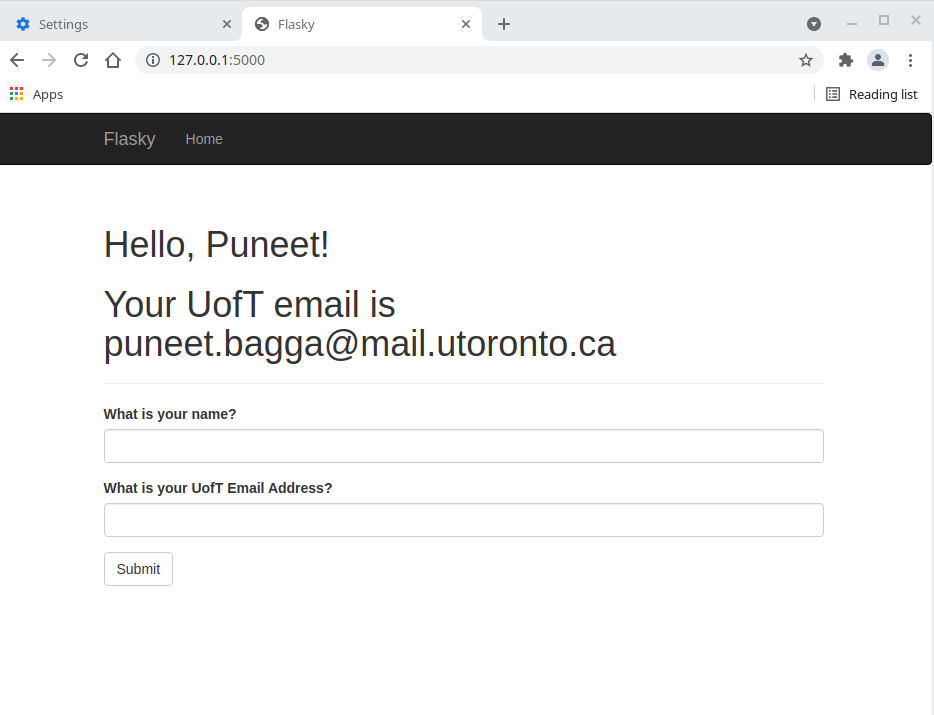 Settings
Flasky
127.0.0.1:5000
Apps
Reading list
Flasky Home
Hello, Puneet!
Your UofT email is
puneet.bagga@mail.utoronto.ca
What is your name?
What is your UofT Email Address?
Submit